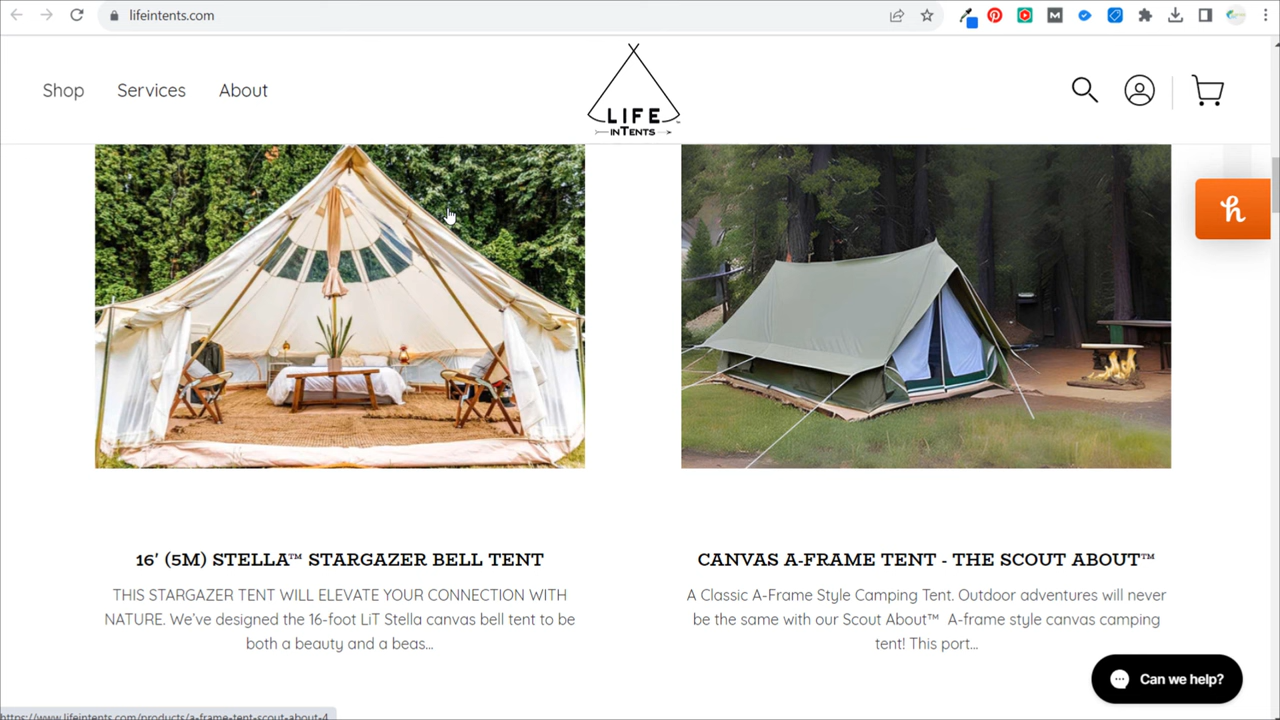 lifeintents.com
Shop Services About
LIFE
INTENTS
16' (5M) STELLA™ STARGAZER BELL TENT
THIS STARGAZER TENT WILL ELEVATE YOUR CONNECTION WITH
NATURE. We've designed the 16-foot LiT Stella canvas bell tent to be
both a beauty and a beas...
CANVAS A-FRAME TENT - THE SCOUT ABOUT™
A Classic A-Frame Style Camping Tent. Outdoor adventures will never
be the same with our Scout About™ A-frame style canvas camping
tent! This port...
Can we help?
https://www.lifeintents.com/products/a-frame-tent-scout-about-4